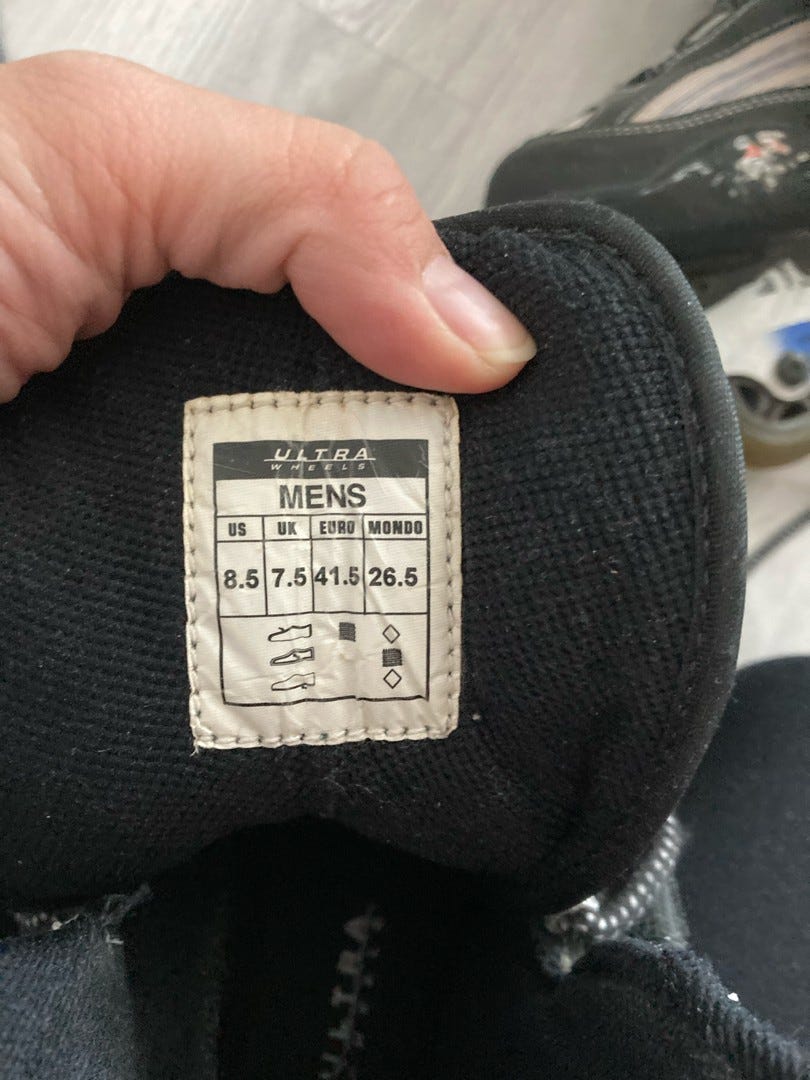 ULTRA
WHEELS
MENS
US UK EURO MONDO
8.5 7.5 41.5 26.5